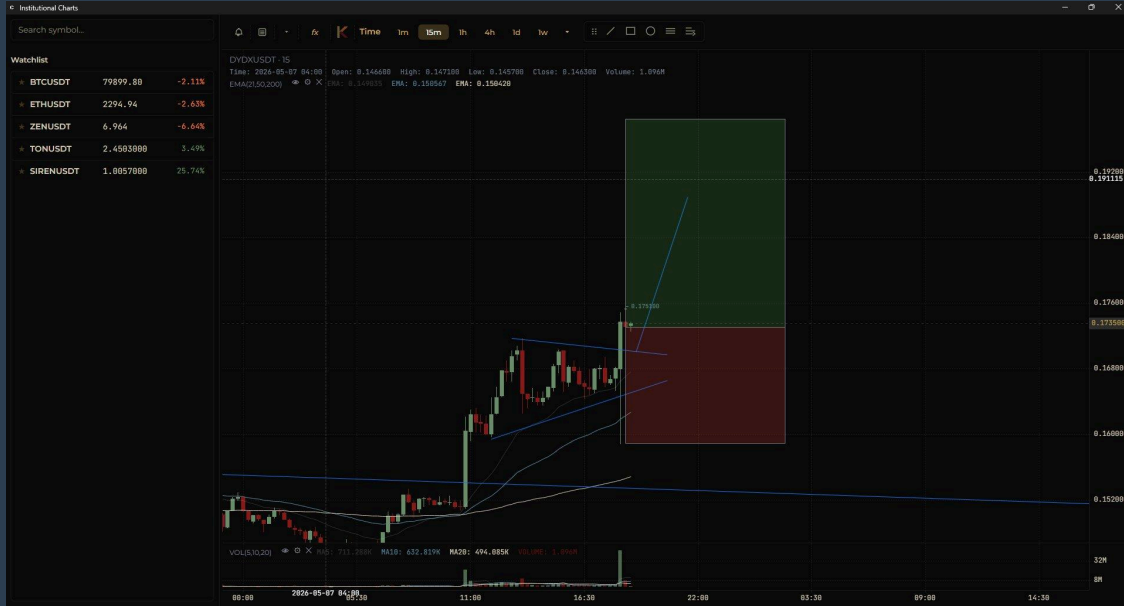 Institutional Charts
Search symbol...
fx K Time 1m 15m 1h 4h 1d 1w
Watchlist
BTCUSDT 79899.80 -2.11%
ETHUSDT 2294.94 -2.63%
ZENUSDT 6.964 -6.64%
TONUSDT 2.4503000 3.49%
SIRENUSDT 1.0057000 25.74%
DYDXUSDT · 15
Time: 2026-05-07 04:00 Open: 0.146600 High: 0.147100 Low: 0.145700 Close: 0.146300 Volume: 1.096M
EMA(21,50,200) EMA: 0.150567 EMA: 0.150420
0.19200
0.191115
0.18400
0.17600
0.17350
0.16800
0.16000
0.15200
VOL(5,10,20) MA10: 632.819K MA20: 494.085K VOLUME: 1.096M
32M
8M
00:00 2026-05-07 04:00 05:30 11:00 16:30 22:00 03:30 09:00 14:30